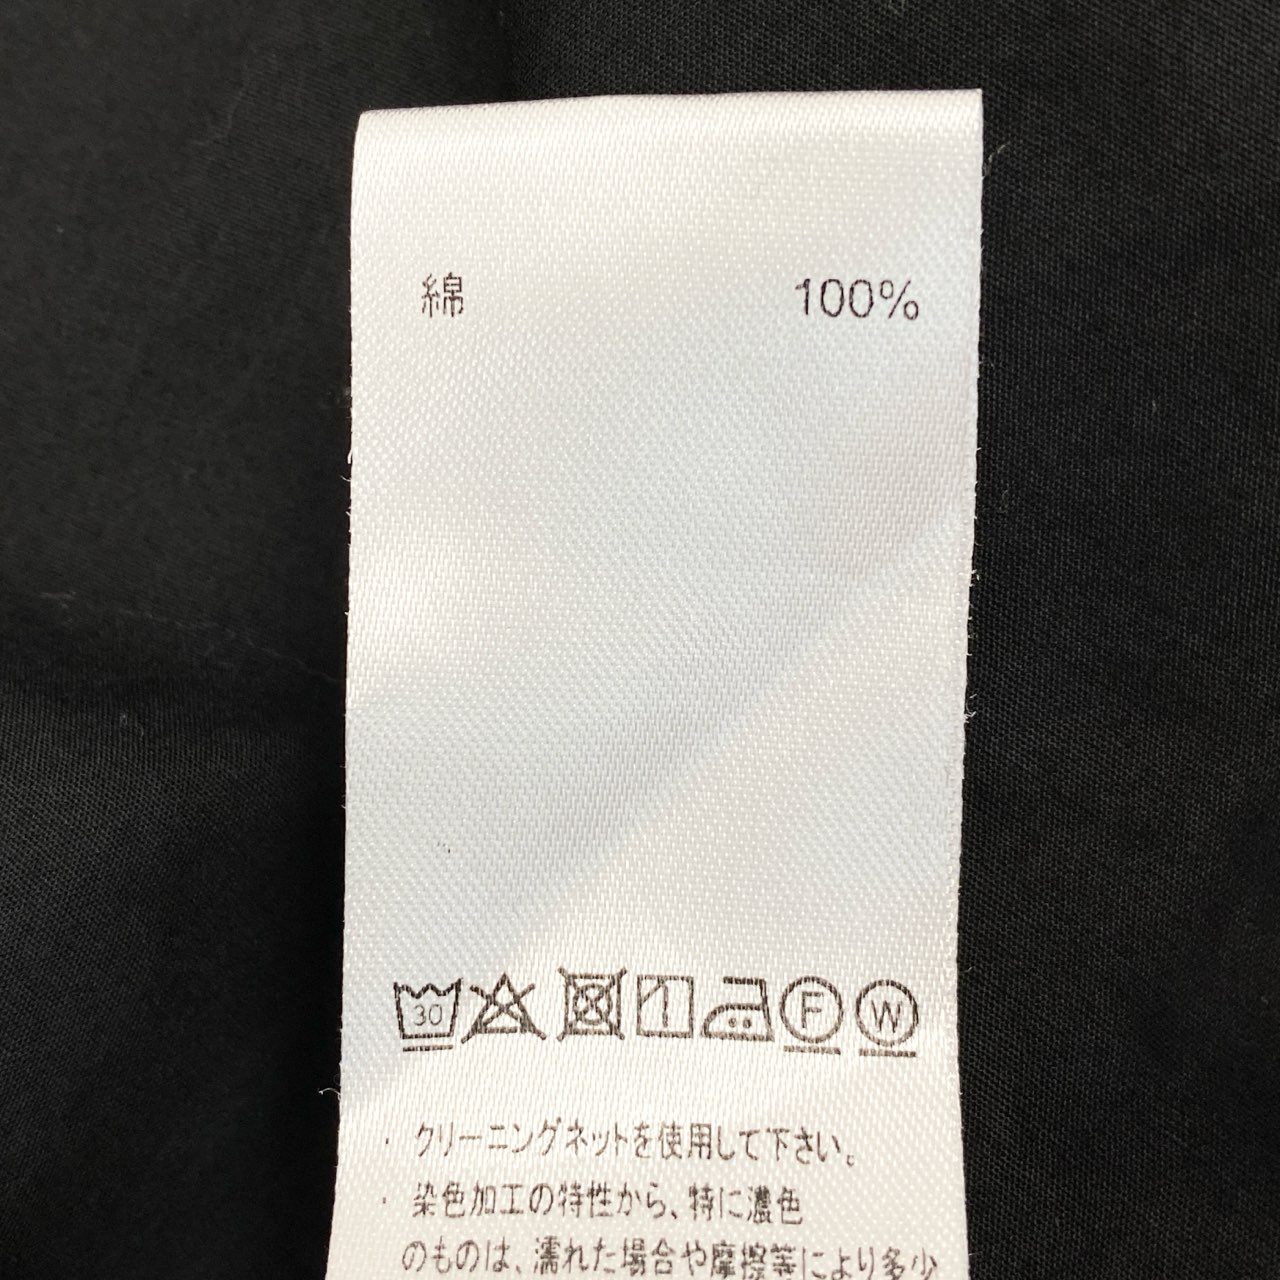 綿 100%
30 F W
・クリーニングネットを使用して下さい。
・染色加工の特性から、特に濃色
のものは、濡れた場合や摩擦等により多少